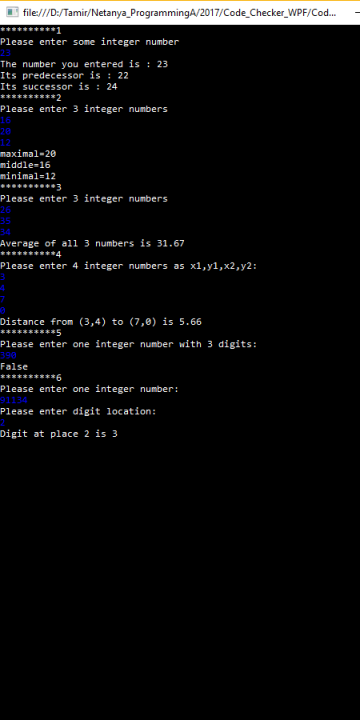 file:///D:/Tamir/Netanya_ProgrammingA/2017/Code_Checker_WPF/Cod...
**********1
Please enter some integer number
23
The number you entered is : 23
Its predecessor is : 22
Its successor is : 24
**********2
Please enter 3 integer numbers
16
20
12
maximal=20
middle=16
minimal=12
**********3
Please enter 3 integer numbers
26
35
34
Average of all 3 numbers is 31.67
**********4
Please enter 4 integer numbers as x1,y1,x2,y2:
3
4
7
0
Distance from (3,4) to (7,0) is 5.66
**********5
Please enter one integer number with 3 digits:
380
False
**********6
Please enter one integer number:
91134
Please enter digit location:
2
Digit at place 2 is 3